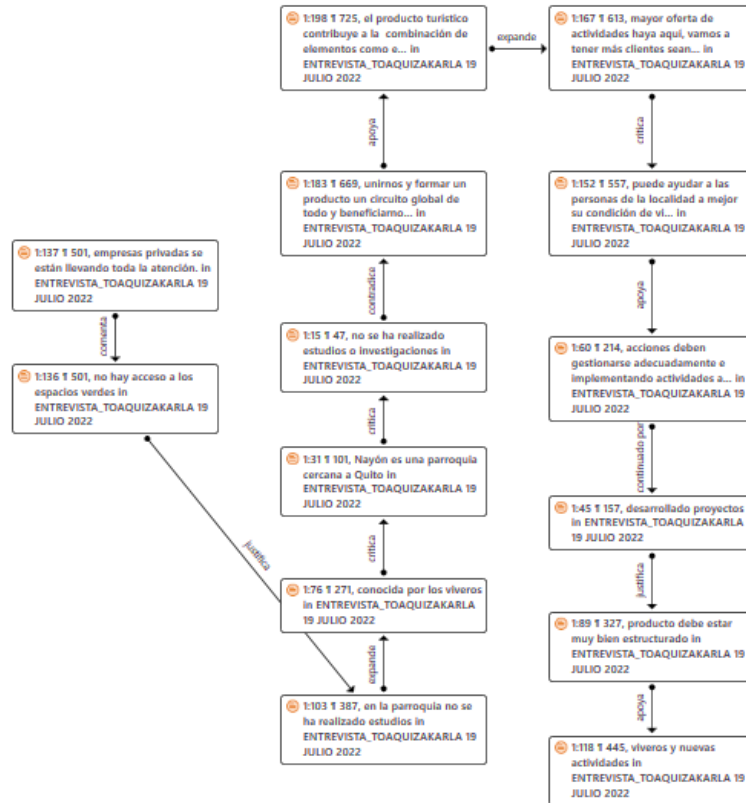 1:198 ¶ 725, el producto turístico
contribuye a la combinación de
elementos como e... in
ENTREVISTA_TOAQUIZAKARLA 19
JULIO 2022
expande
1:167 ¶ 613, mayor oferta de
actividades haya aquí, vamos a
tener más clientes sean... in
ENTREVISTA_TOAQUIZAKARLA 19
JULIO 2022
apoya
critica
1:183 ¶ 669, unirnos y formar un
producto un circuito global de
todo y beneficiarno... in
ENTREVISTA_TOAQUIZAKARLA 19
JULIO 2022
1:152 ¶ 557, puede ayudar a las
personas de la localidad a mejor
su condición de vi... in
ENTREVISTA_TOAQUIZAKARLA 19
JULIO 2022
1:137 ¶ 501, empresas privadas se
están llevando toda la atención. in
ENTREVISTA_TOAQUIZAKARLA 19
JULIO 2022
contradice
apoya
comenta
1:15 ¶ 47, no se ha realizado
estudios o investigaciones in
ENTREVISTA_TOAQUIZAKARLA 19
JULIO 2022
1:60 ¶ 214, acciones deben
gestionarse adecuadamente e
implementando actividades a... in
ENTREVISTA_TOAQUIZAKARLA 19
JULIO 2022
1:136 ¶ 501, no hay acceso a los
espacios verdes in
ENTREVISTA_TOAQUIZAKARLA 19
JULIO 2022
critica
continuado por
1:31 ¶ 101, Nayón es una parroquia
cercana a Quito in
ENTREVISTA_TOAQUIZAKARLA 19
JULIO 2022
1:45 ¶ 157, desarrollado proyectos
in ENTREVISTA_TOAQUIZAKARLA
19 JULIO 2022
justifica
critica
justifica
1:76 ¶ 271, conocida por los viveros
in ENTREVISTA_TOAQUIZAKARLA
19 JULIO 2022
1:89 ¶ 327, producto debe estar
muy bien estructurado in
ENTREVISTA_TOAQUIZAKARLA 19
JULIO 2022
expande
apoya
1:103 ¶ 387, en la parroquia no se
ha realizado estudios in
ENTREVISTA_TOAQUIZAKARLA 19
JULIO 2022
1:118 ¶ 445, viveros y nuevas
actividades in
ENTREVISTA_TOAQUIZAKARLA 19
JULIO 2022